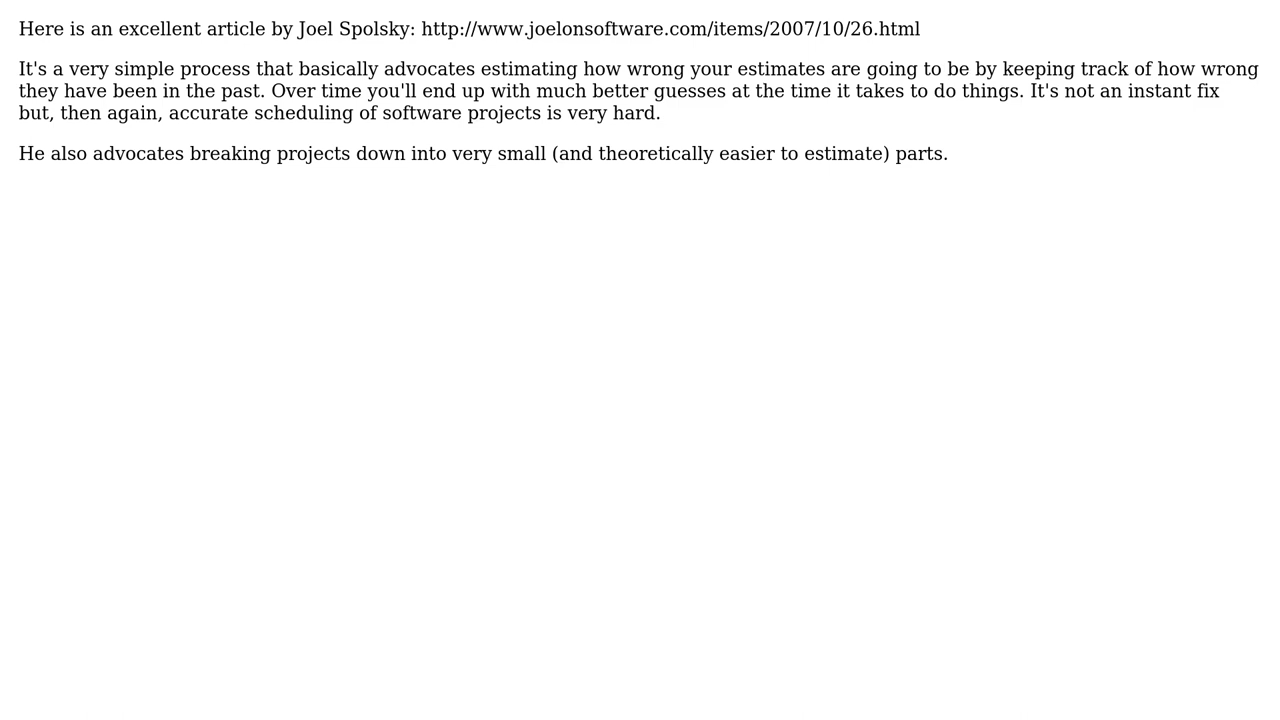 Here is an excellent article by Joel Spolsky: http://www.joelonsoftware.com/items/2007/10/26.html
It's a very simple process that basically advocates estimating how wrong your estimates are going to be by keeping track of how wrong
they have been in the past. Over time you'll end up with much better guesses at the time it takes to do things. It's not an instant fix
but, then again, accurate scheduling of software projects is very hard.
He also advocates breaking projects down into very small (and theoretically easier to estimate) parts.